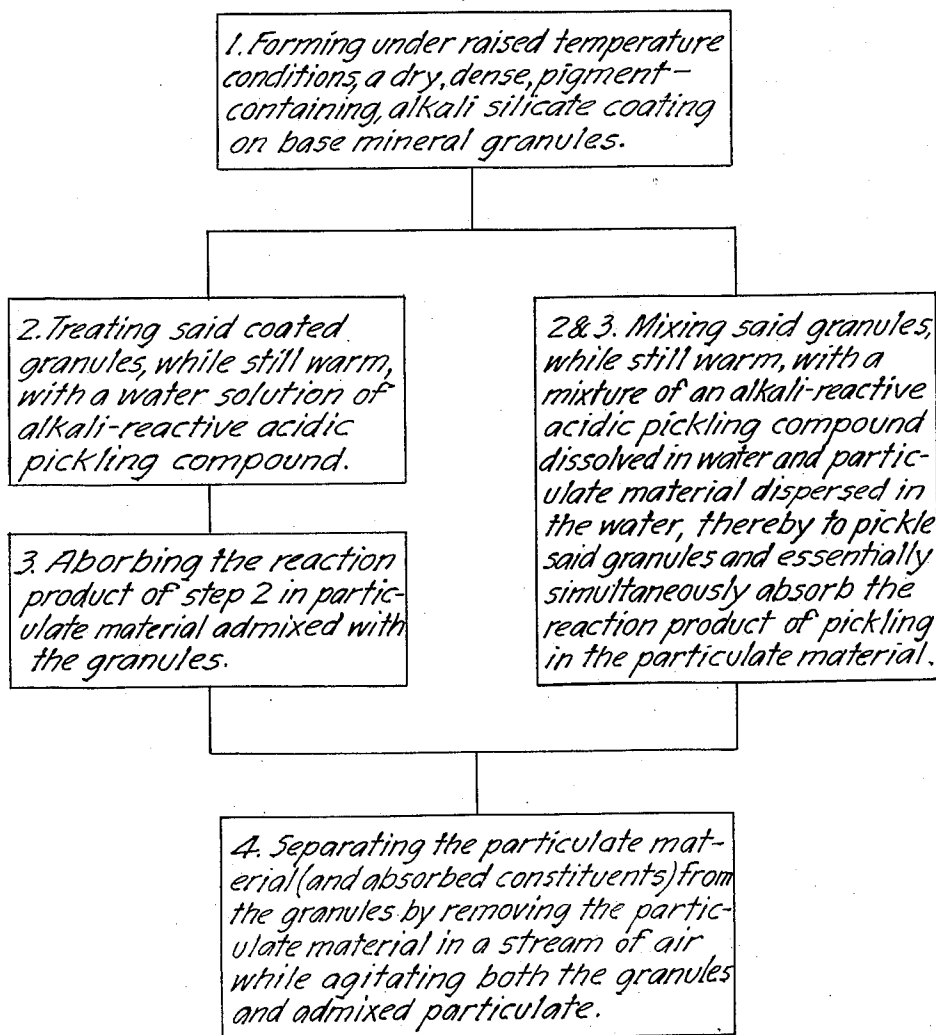 1. Forming under raised temperature
conditions, a dry, dense, pigment-
containing, alkali silicate coating
on base mineral granules.
2. Treating said coated
granules, while still warm,
with a water solution of
alkali-reactive acidic
pickling compound.
3. Aborbing the reaction
product of step 2 in partic-
ulate material admixed with
the granules.
2&3. Mixing said granules,
while still warm, with a
mixture of an alkali-reactive
acidic pickling compound
dissolved in water and partic-
ulate material dispersed in
the water, thereby to pickle
said granules and essentially
simultaneously absorb the
reaction product of pickling
in the particulate material.
4. Separating the particulate mat-
erial (and absorbed constituents) from
the granules by removing the partic-
ulate material in a stream of air
while agitating both the granules
and admixed particulate.